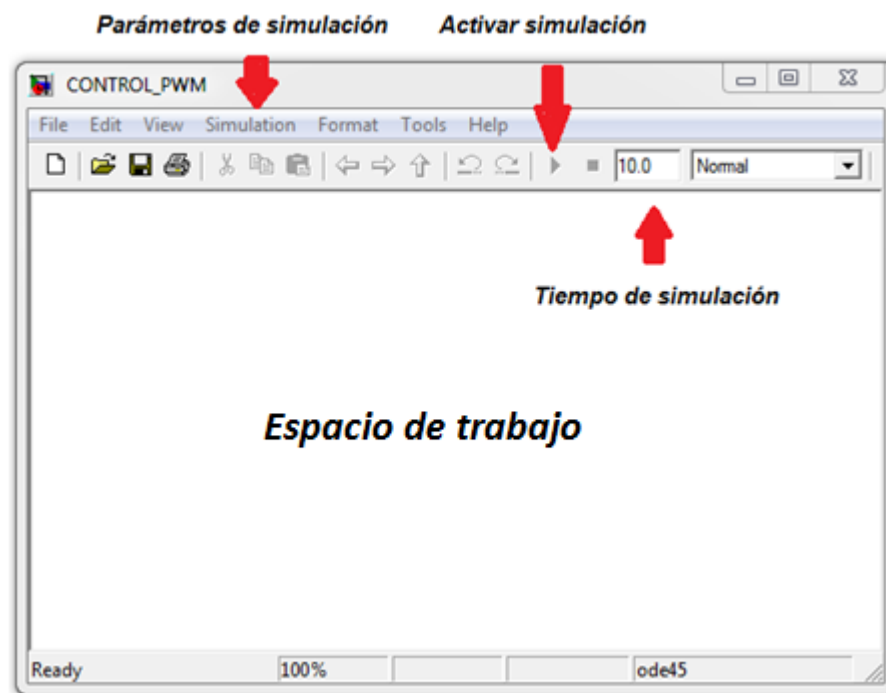 Parámetros de simulación Activar simulación
CONTROL_PWM
File Edit View Simulation Format Tools Help
10.0 Normal
Tiempo de simulación
Espacio de trabajo
Ready 100% ode45